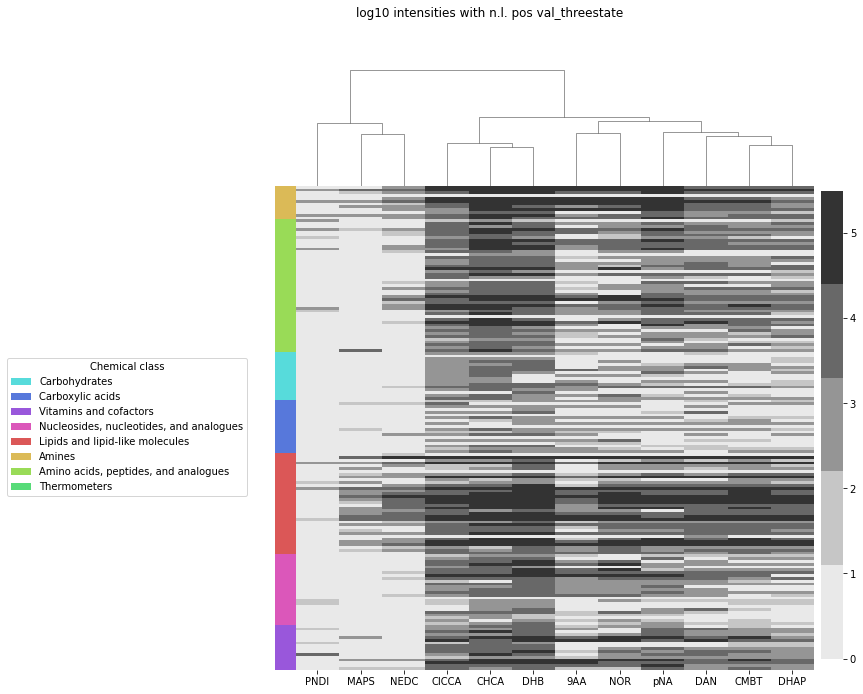 log10 intensities with n.l. pos val_threestate
5
4
3
2
1
0
Chemical class
Carbohydrates
Carboxylic acids
Vitamins and cofactors
Nucleosides, nucleotides, and analogues
Lipids and lipid-like molecules
Amines
Amino acids, peptides, and analogues
Thermometers
PNDI MAPS NEDC ClCCA CHCA DHB 9AA NOR pNA DAN CMBT DHAP